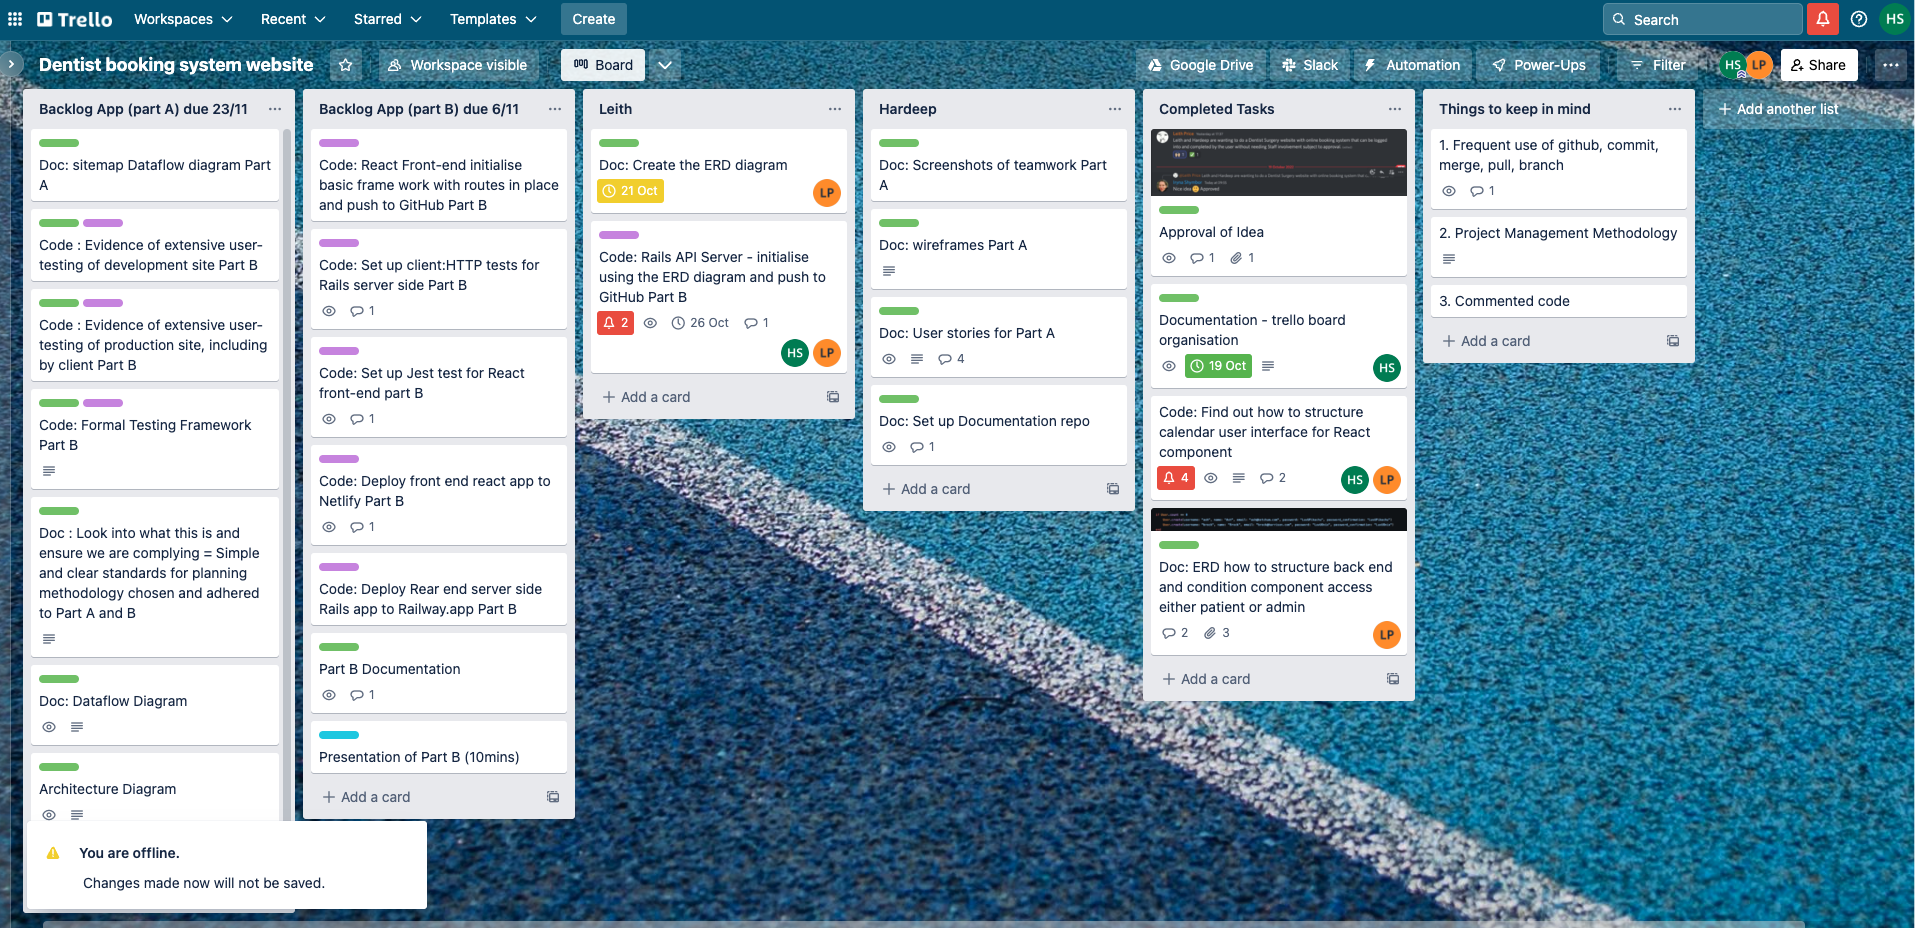 Trello
Workspaces
Recent
Starred
Templates
Create
Search
HS
Dentist booking system website
Workspace visible
Board
Google Drive
Slack
Automation
Power-Ups
Filter
HS
LP
Share
Backlog App (part A) due 23/11
Doc: sitemap Dataflow diagram Part
A
Code : Evidence of extensive user-
testing of development site Part B
Code : Evidence of extensive user-
testing of production site, including
by client Part B
Code: Formal Testing Framework
Part B
Doc : Look into what this is and
ensure we are complying = Simple
and clear standards for planning
methodology chosen and adhered
to Part A and B
Doc: Dataflow Diagram
Architecture Diagram
You are offline.
Changes made now will not be saved.
Backlog App (part B) due 6/11
Code: React Front-end initialise
basic frame work with routes in place
and push to GitHub Part B
Code: Set up client:HTTP tests for
Rails server side Part B
1
Code: Set up Jest test for React
front-end part B
1
Code: Deploy front end react app to
Netlify Part B
1
Code: Deploy Rear end server side
Rails app to Railway.app Part B
Part B Documentation
1
Presentation of Part B (10mins)
+ Add a card
Leith
Doc: Create the ERD diagram
21 Oct
LP
Code: Rails API Server - initialise
using the ERD diagram and push to
GitHub Part B
2
26 Oct
1
HS
LP
+ Add a card
Hardeep
Doc: Screenshots of teamwork Part
A
Doc: wireframes Part A
Doc: User stories for Part A
4
Doc: Set up Documentation repo
1
+ Add a card
Completed Tasks
Approval of Idea
1
1
Documentation - trello board
organisation
19 Oct
HS
Code: Find out how to structure
calendar user interface for React
component
4
2
HS
LP
Doc: ERD how to structure back end
and condition component access
either patient or admin
2
3
LP
+ Add a card
Things to keep in mind
1. Frequent use of github, commit,
merge, pull, branch
1
2. Project Management Methodology
3. Commented code
+ Add a card
+ Add another list